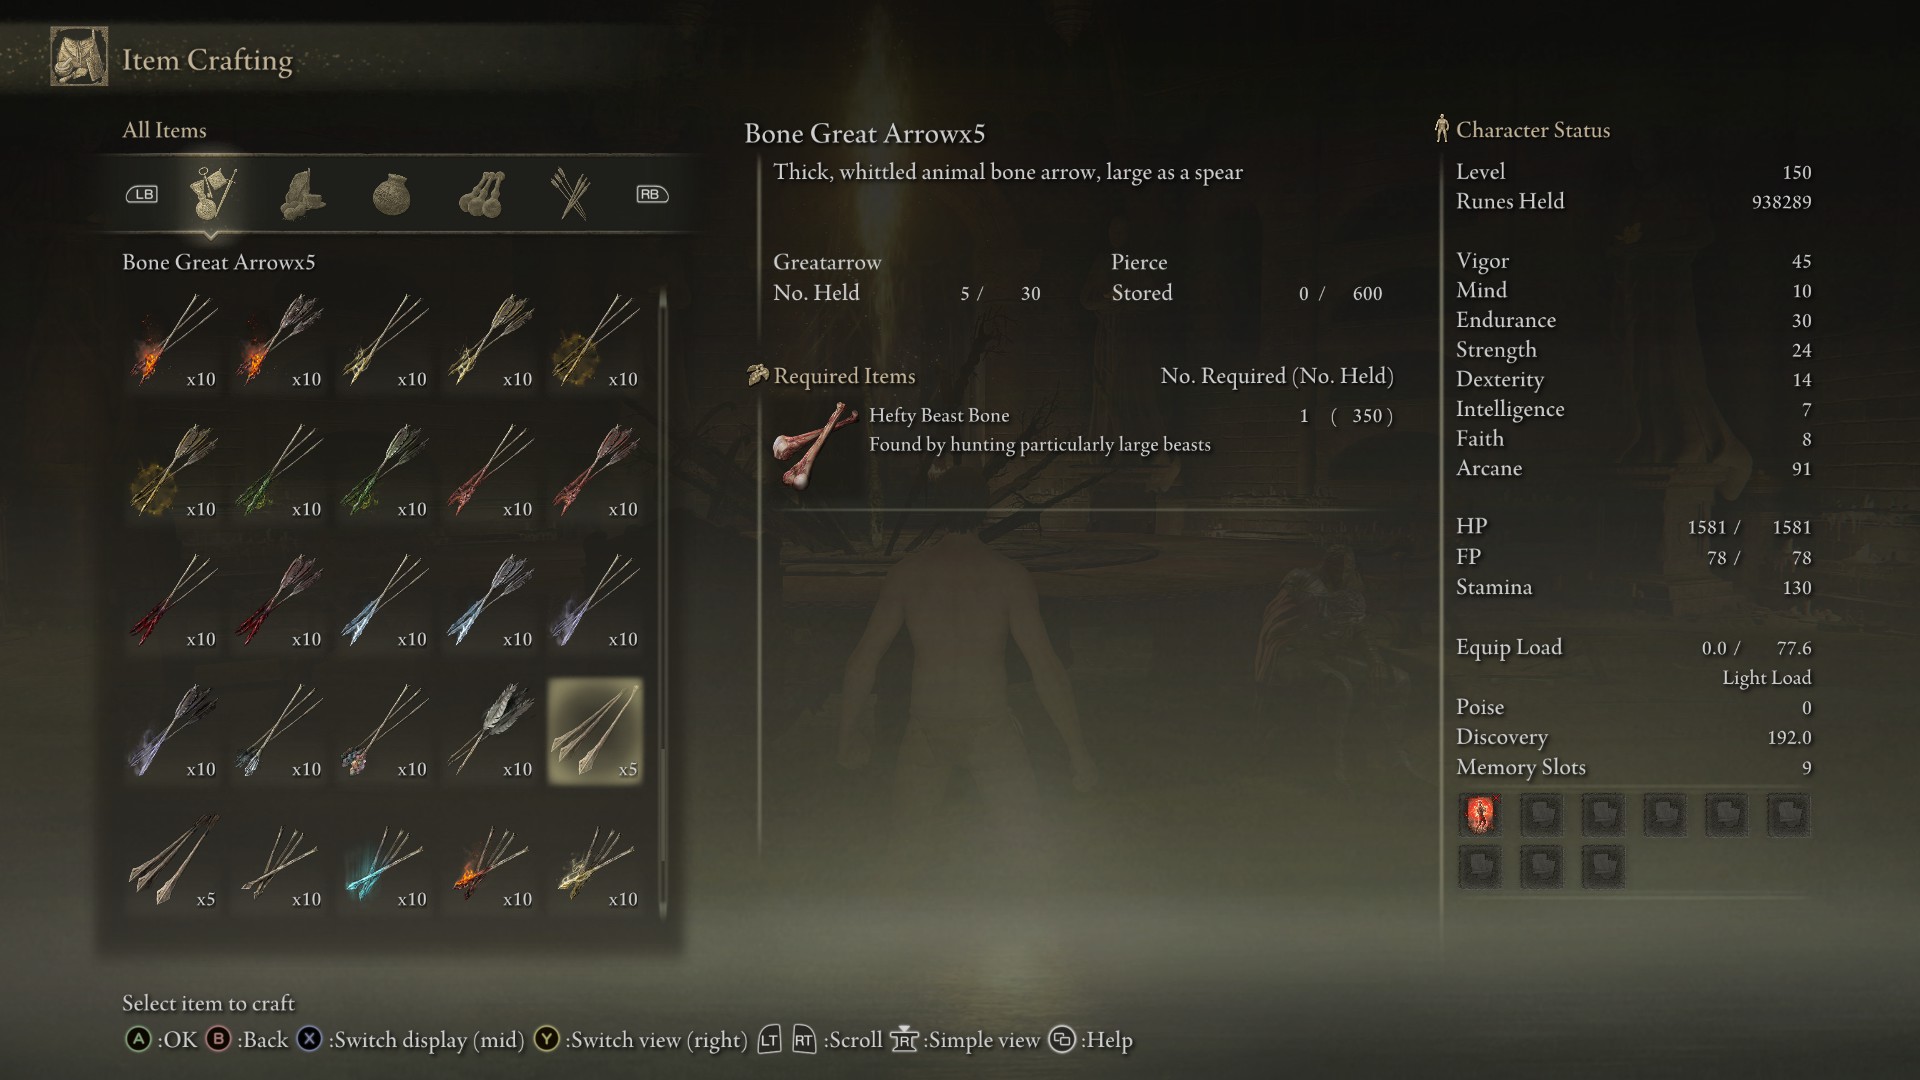 Item Crafting
All Items
LB
RB
Bone Great Arrowx5
x10 x10 x10 x10 x10
x10 x10 x10 x10 x10
x10 x10 x10 x10 x10
x10 x10 x10 x10 x5
x5 x10 x10 x10 x10
Bone Great Arrowx5
Thick, whittled animal bone arrow, large as a spear
Greatarrow Pierce
No. Held 5 / 30 Stored 0 / 600
Required Items No. Required (No. Held)
Hefty Beast Bone 1 ( 350 )
Found by hunting particularly large beasts
Character Status
Level 150
Runes Held 938289
Vigor 45
Mind 10
Endurance 30
Strength 24
Dexterity 14
Intelligence 7
Faith 8
Arcane 91
HP 1581 / 1581
FP 78 / 78
Stamina 130
Equip Load 0.0 / 77.6
Light Load
Poise 0
Discovery 192.0
Memory Slots 9
Select item to craft
A :OK B :Back X :Switch display (mid) Y :Switch view (right) LT RT :Scroll R :Simple view :Help